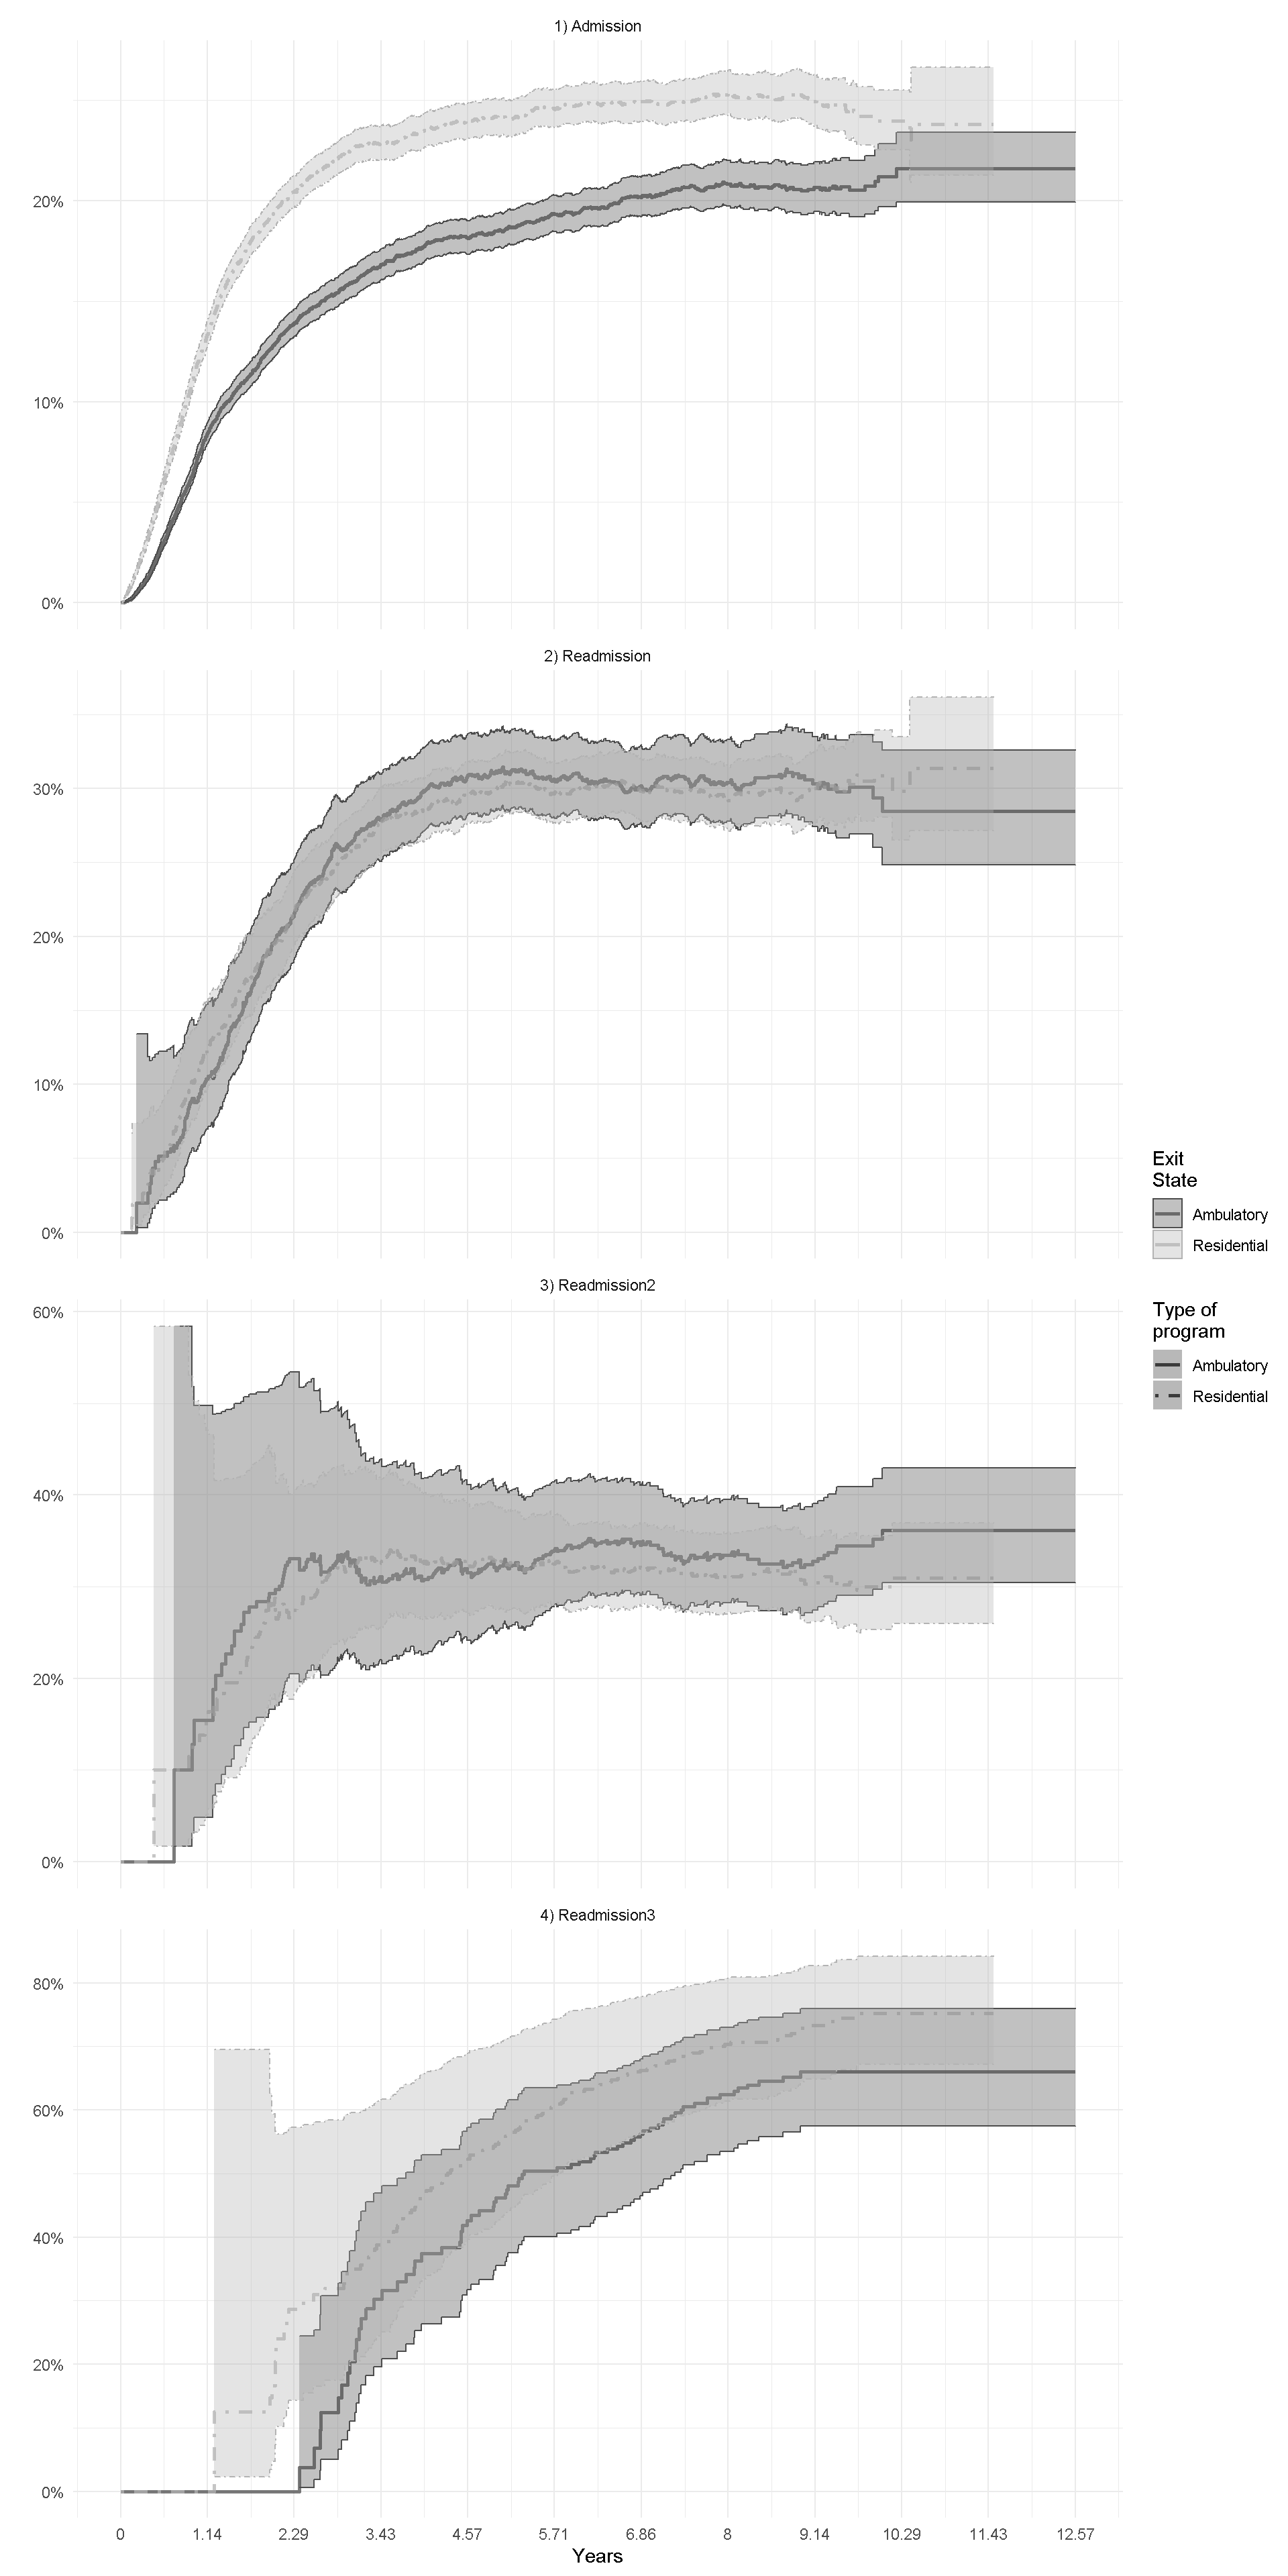 1) Admission
20%
10%
0%
2) Readmission
30%
20%
10%
0%
Exit
State
Ambulatory
Residential
3) Readmission2
Type of
program
Ambulatory
Residential
60%
40%
20%
0%
4) Readmission3
80%
60%
40%
20%
0%
0 1.14 2.29 3.43 4.57 5.71 6.86 8 9.14 10.29 11.43 12.57
Years